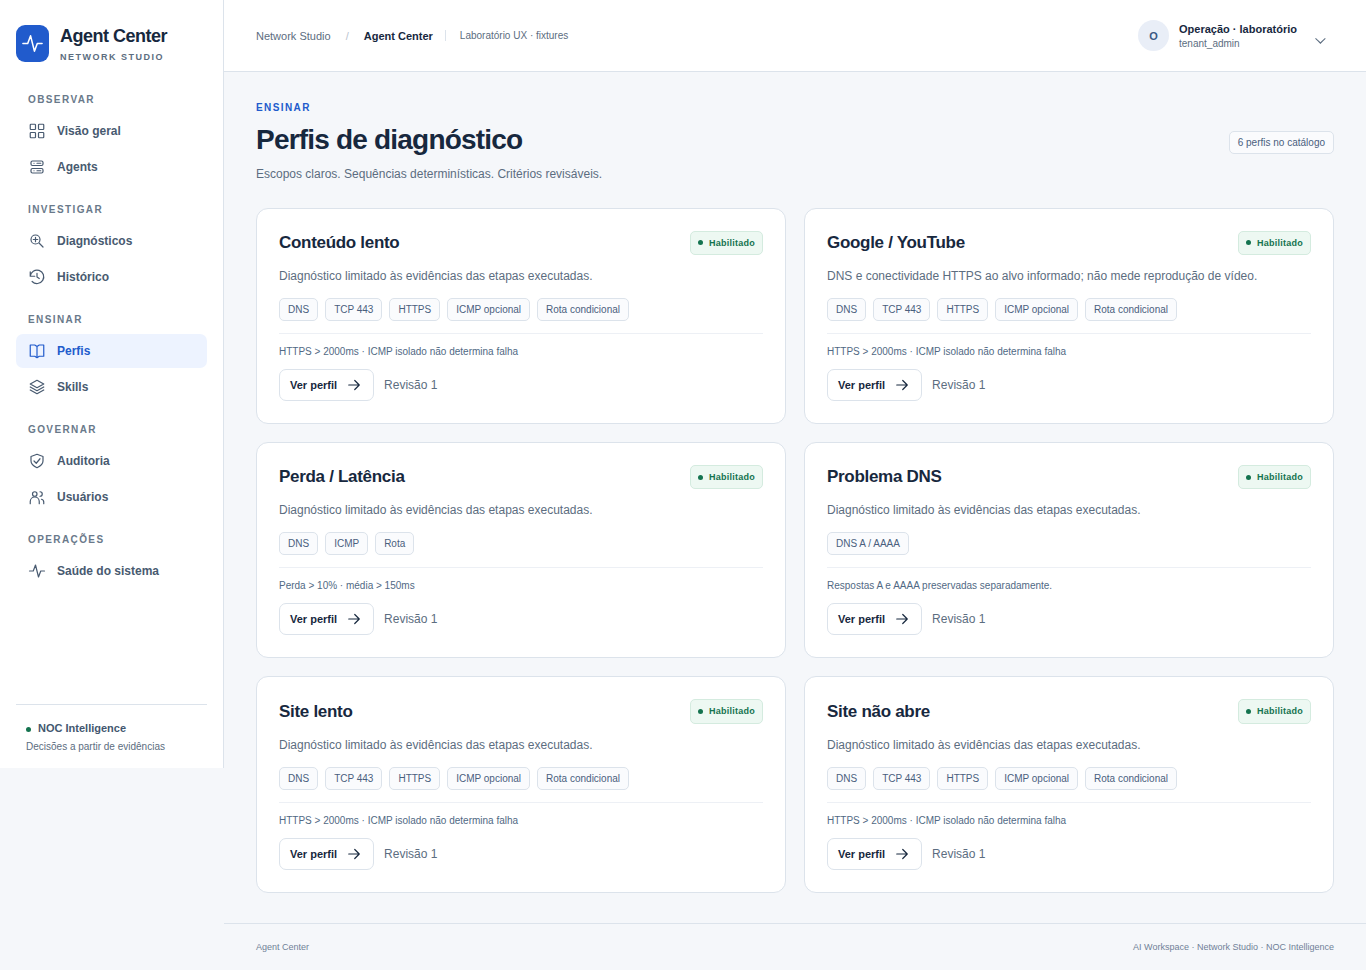 Agent Center
NETWORK STUDIO
OBSERVAR
Visão geral
Agents
INVESTIGAR
Diagnósticos
Histórico
ENSINAR
Perfis
Skills
GOVERNAR
Auditoria
Usuários
OPERAÇÕES
Saúde do sistema
NOC Intelligence
Decisões a partir de evidências
Network Studio / Agent Center Laboratório UX · fixtures
O
Operação · laboratório
tenant_admin
ENSINAR
Perfis de diagnóstico
6 perfis no catálogo
Escopos claros. Sequências determinísticas. Critérios revisáveis.
Conteúdo lento
Habilitado
Diagnóstico limitado às evidências das etapas executadas.
DNS TCP 443 HTTPS ICMP opcional Rota condicional
HTTPS > 2000ms · ICMP isolado não determina falha
Ver perfil Revisão 1
Google / YouTube
Habilitado
DNS e conectividade HTTPS ao alvo informado; não mede reprodução de vídeo.
DNS TCP 443 HTTPS ICMP opcional Rota condicional
HTTPS > 2000ms · ICMP isolado não determina falha
Ver perfil Revisão 1
Perda / Latência
Habilitado
Diagnóstico limitado às evidências das etapas executadas.
DNS ICMP Rota
Perda > 10% · média > 150ms
Ver perfil Revisão 1
Problema DNS
Habilitado
Diagnóstico limitado às evidências das etapas executadas.
DNS A / AAAA
Respostas A e AAAA preservadas separadamente.
Ver perfil Revisão 1
Site lento
Habilitado
Diagnóstico limitado às evidências das etapas executadas.
DNS TCP 443 HTTPS ICMP opcional Rota condicional
HTTPS > 2000ms · ICMP isolado não determina falha
Ver perfil Revisão 1
Site não abre
Habilitado
Diagnóstico limitado às evidências das etapas executadas.
DNS TCP 443 HTTPS ICMP opcional Rota condicional
HTTPS > 2000ms · ICMP isolado não determina falha
Ver perfil Revisão 1
Agent Center
AI Workspace · Network Studio · NOC Intelligence